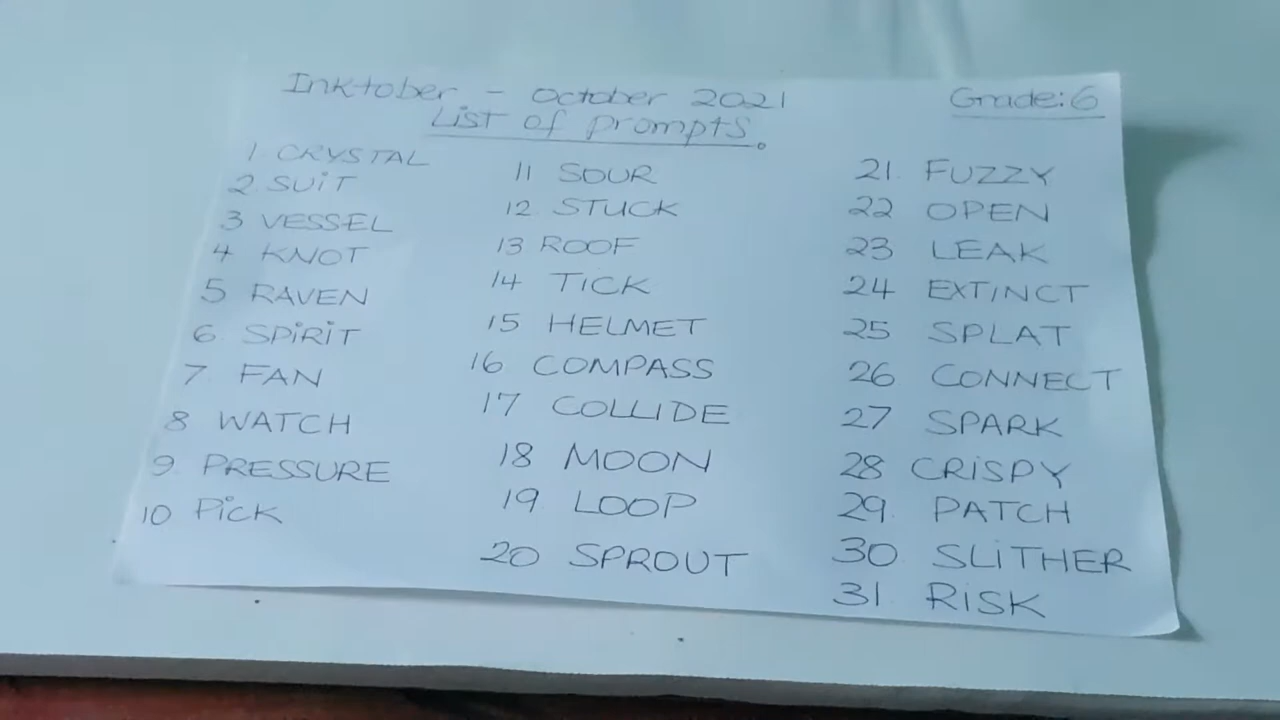 Inktober - October 2021
Grade: 6
List of prompts.
1 CRYSTAL
2 SUiT
3 VESSEL
4 KNOT
5 RAVEN
6 SPiRiT
7 FAN
8 WATCH
9 PRESSURE
10 PiCK
11 SOUR
12. STUCK
13 ROOF
14 TiCK
15 HELMET
16 COMPASS
17 COLLIDE
18 MOON
19 LOOP
20 SPROUT
21. FUZZY
22 OPEN
23 LEAK
24 EXTINCT
25 SPLAT
26 CONNECT
27 SPARK
28 CRiSPY
29. PATCH
30 SLiTHER
31 RiSK